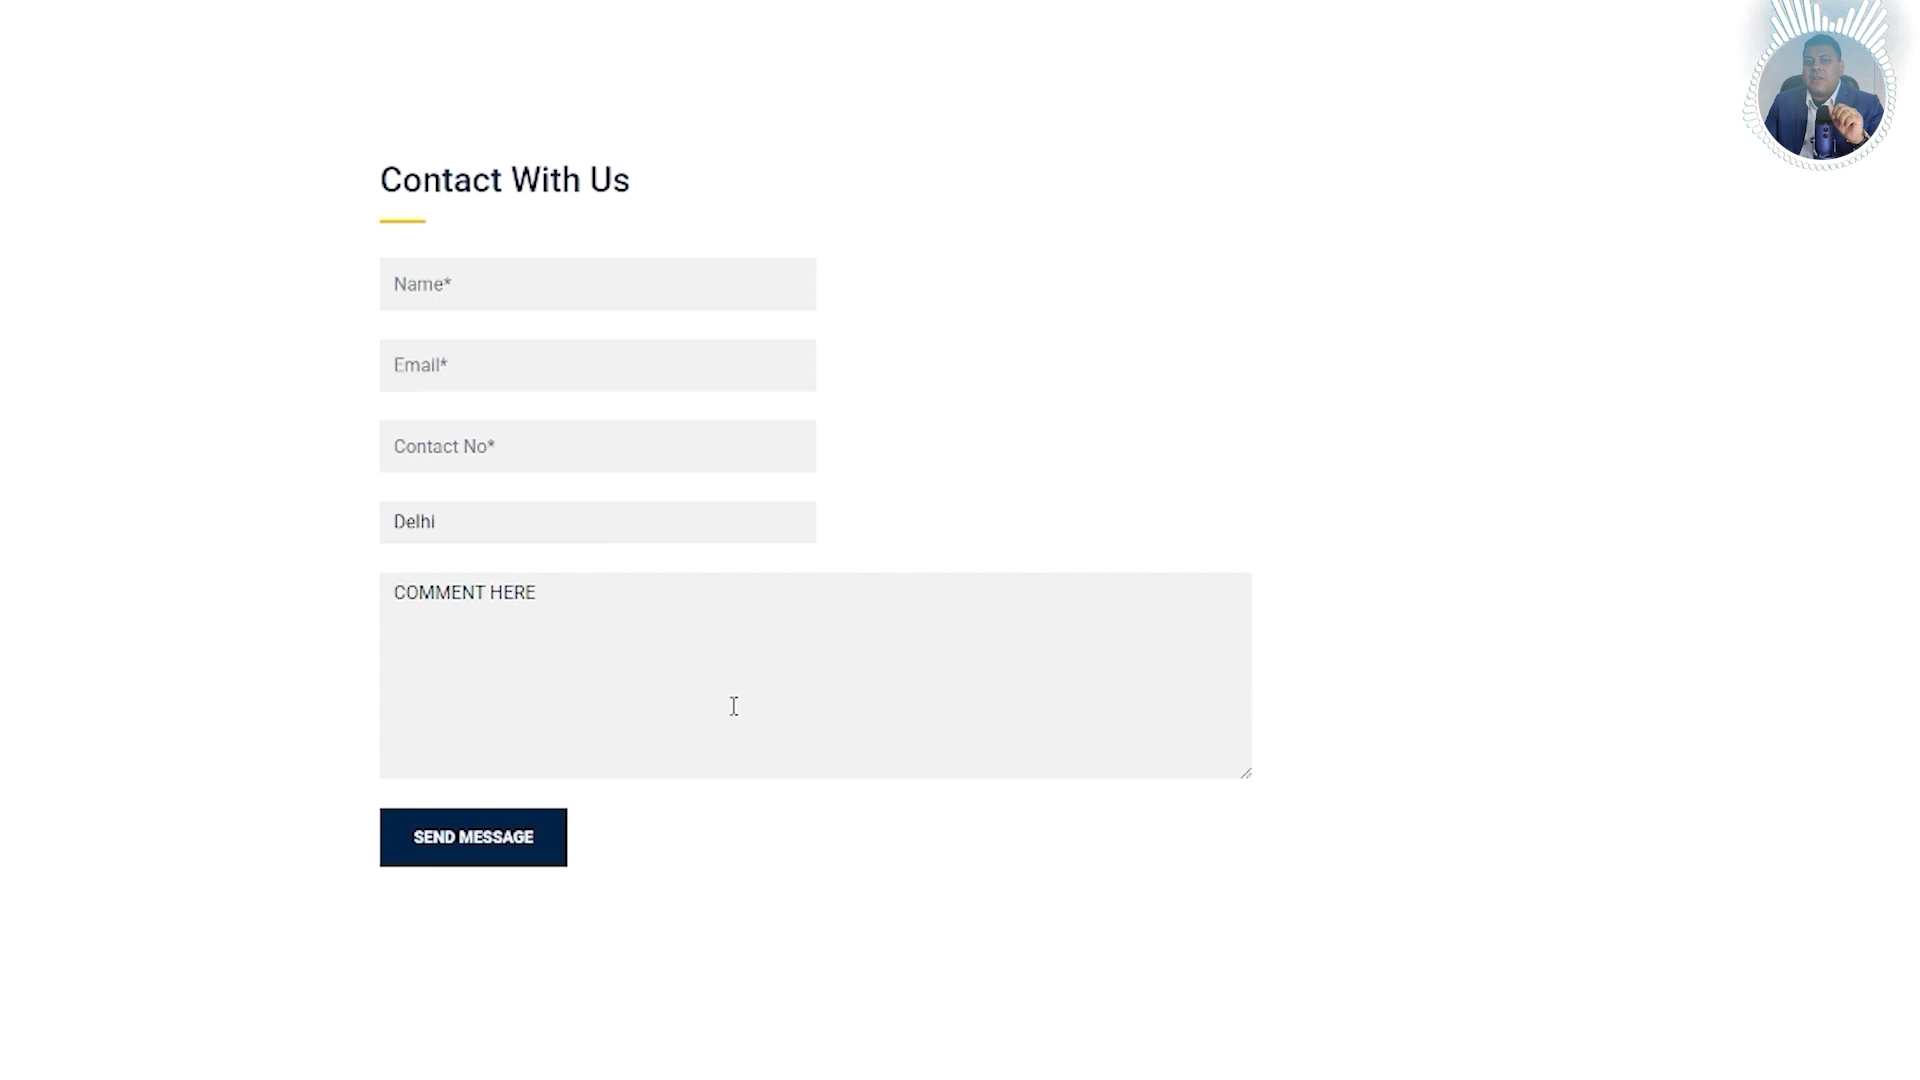 Contact With Us
Name*
Email*
Contact No*
Delhi
COMMENT HERE
SEND MESSAGE